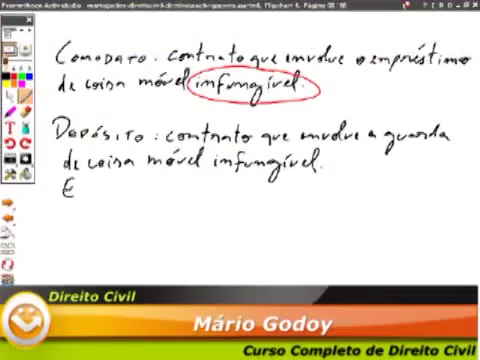 Comodato: contrato que envolve o empréstimo
de coisa móvel infungível.
Depósito: contrato que envolve a guarda
de coisa móvel infungível.
E
Direito Civil
Mário Godoy
Curso Completo de Direito Civil